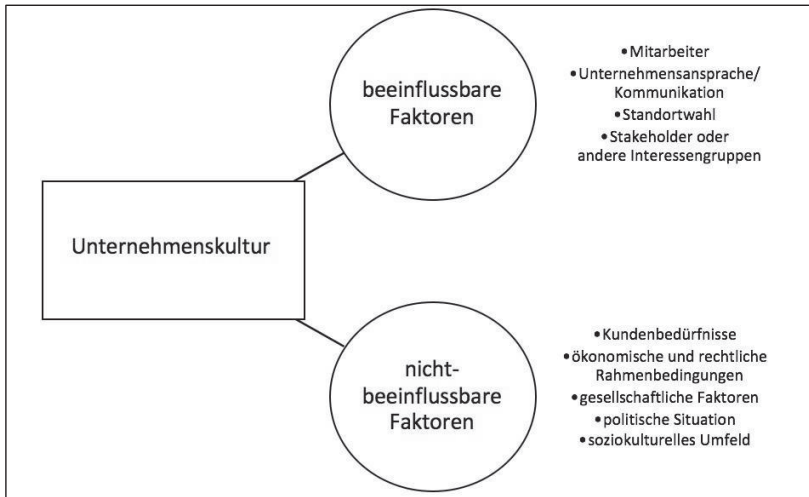 beeinflussbare
Faktoren
• Mitarbeiter
• Unternehmensansprache/
Kommunikation
• Standortwahl
• Stakeholder oder
andere Interessengruppen
Unternehmenskultur
nicht-
beeinflussbare
Faktoren
• Kundenbedürfnisse
• ökonomische und rechtliche
Rahmenbedingungen
• gesellschaftliche Faktoren
• politische Situation
• soziokulturelles Umfeld